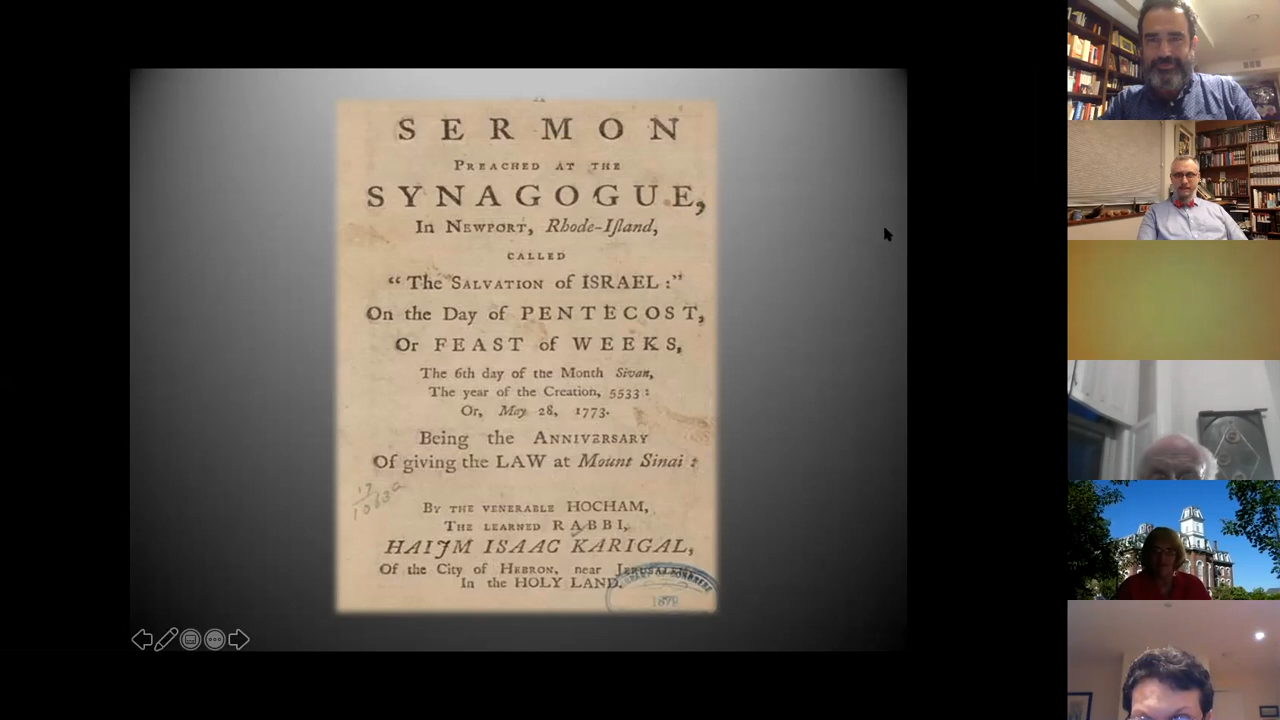 SERMON
PREACHED AT THE
SYNAGOGUE,
In NEWPORT, Rhode-Iſland,
CALLED
“ The SALVATION of ISRAEL :”
On the Day of PENTECOST,
Or FEAST of WEEKS,
The 6th day of the Month Sivan,
The year of the Creation, 5533 :
Or, May 28, 1773.
Being the ANNIVERSARY
Of giving the LAW at Mount Sinai :
BY THE VENERABLE HOCHAM,
THE LEARNED RABBI,
HAIJM ISAAC KARIGAL,
Of the City of HEBRON, near JERUSALEM,
In the HOLY LAND.